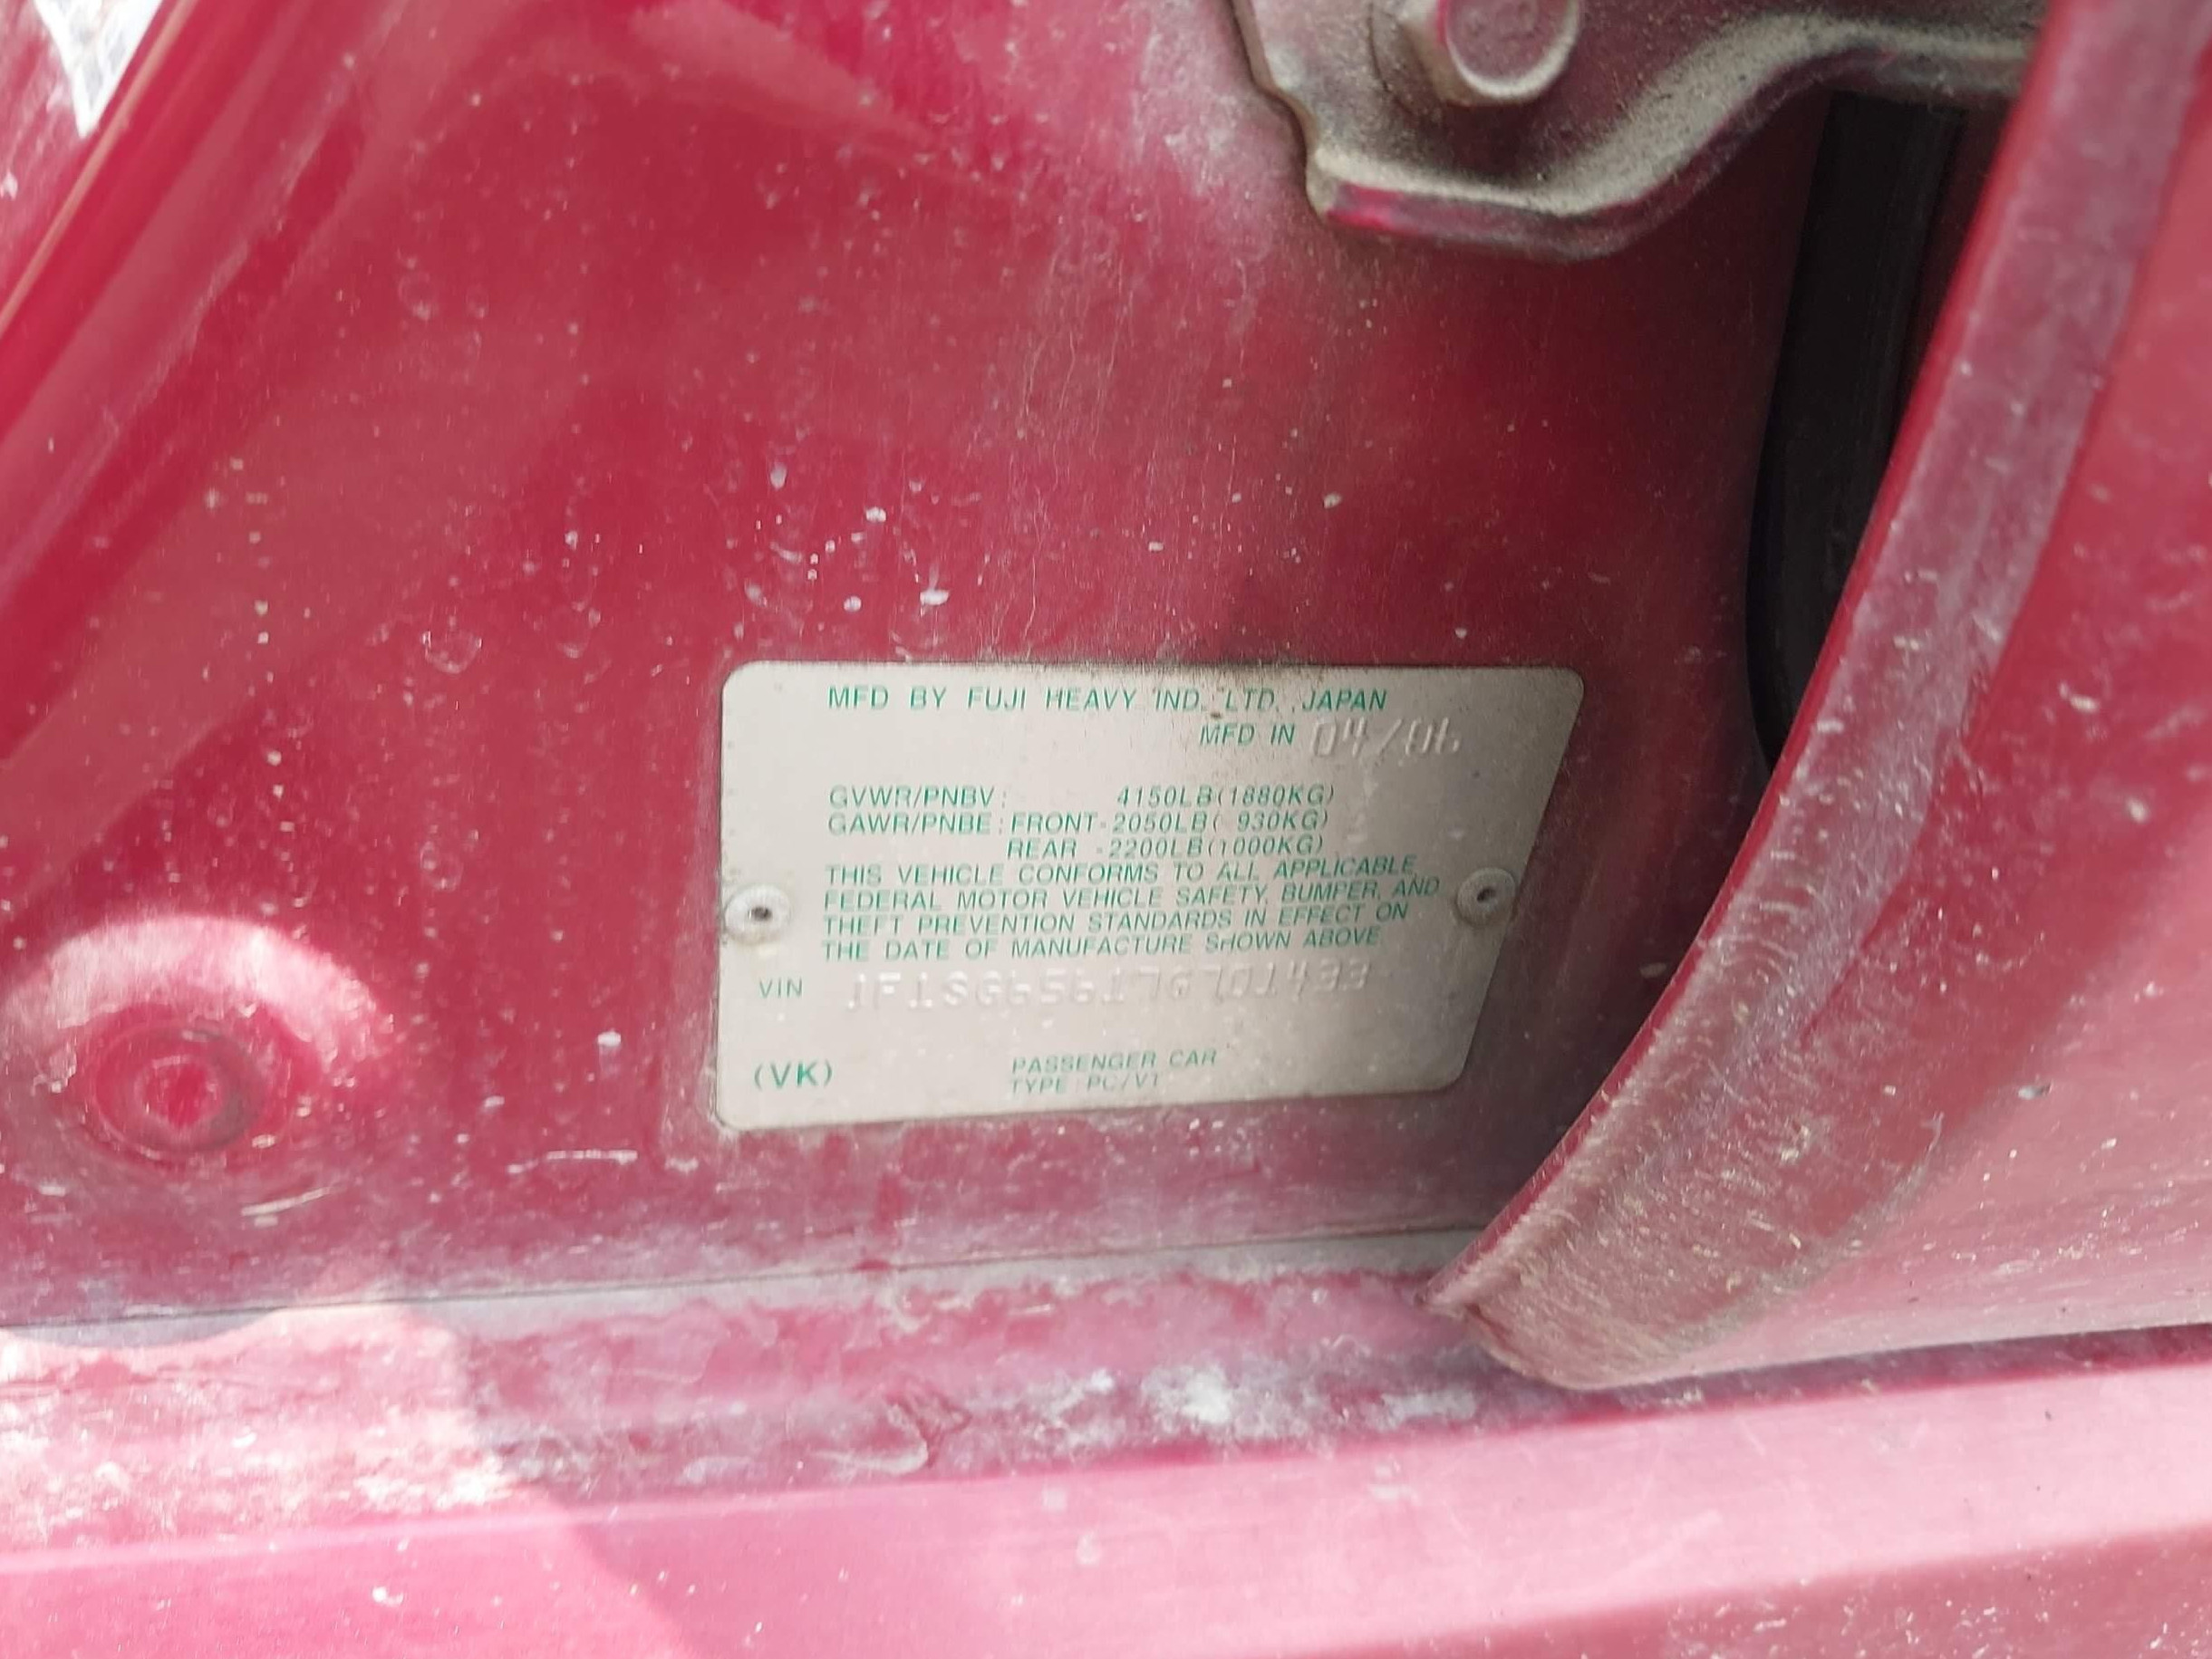 MFD BY FUJI HEAVY IND. LTD. JAPAN
MFD IN 04/06
GVWR/PNBV: 4150LB(1880KG)
GAWR/PNBE: FRONT-2050LB( 930KG)
REAR -2200LB(1000KG)
THIS VEHICLE CONFORMS TO ALL APPLICABLE
FEDERAL MOTOR VEHICLE SAFETY, BUMPER, AND
THEFT PREVENTION STANDARDS IN EFFECT ON
THE DATE OF MANUFACTURE SHOWN ABOVE
VIN JF1SG65617G701433
(VK) PASSENGER CAR
TYPE PC/V1